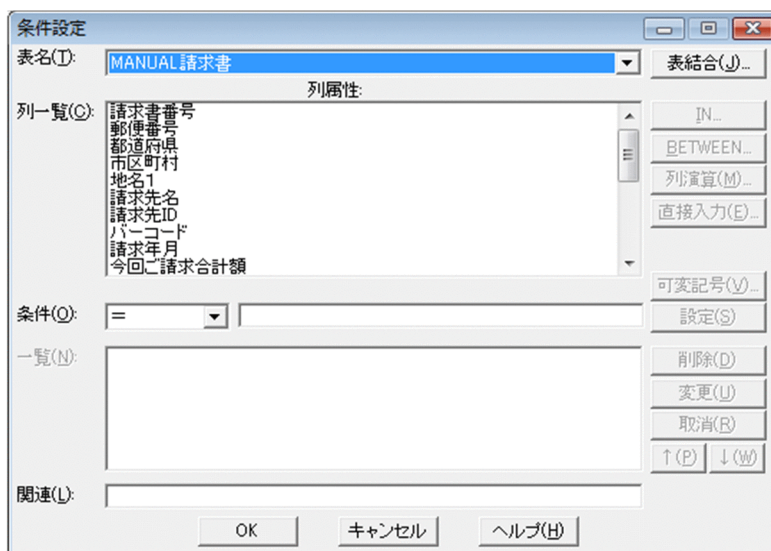 条件設定
表名(T):
MANUAL請求書
表結合(J)...
列属性:
列一覧(C):
請求書番号
郵便番号
都道府県
市区町村
地名1
請求先名
請求先ID
バーコード
請求年月
今回ご請求合計額
IN...
BETWEEN...
列演算(M)...
直接入力(E)...
可変記号(V)...
条件(O):
=
設定(S)
一覧(N):
削除(D)
変更(U)
取消(R)
↑(P)
↓(W)
関連(L):
OK
キャンセル
ヘルプ(H)